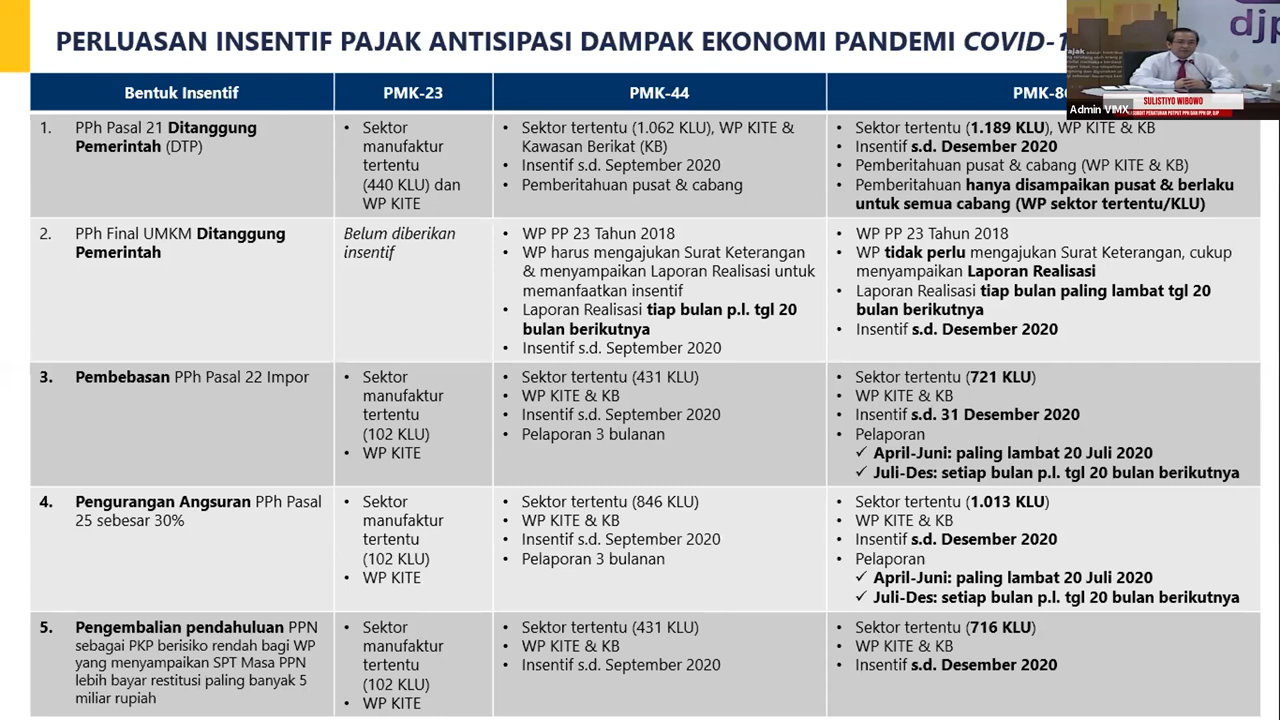 PERLUASAN INSENTIF PAJAK ANTISIPASI DAMPAK EKONOMI PANDEMI COVID-1
djp
SULISTIYO WIBOWO
Admin VIMX
Bentuk Insentif
PMK-23
PMK-44
PMK-8
1. PPh Pasal 21 Ditanggung
Pemerintah (DTP)
• Sektor
manufaktur
tertentu
(440 KLU) dan
WP KITE
• Sektor tertentu (1.062 KLU), WP KITE &
Kawasan Berikat (KB)
• Insentif s.d. September 2020
• Pemberitahuan pusat & cabang
• Sektor tertentu (1.189 KLU), WP KITE & KB
• Insentif s.d. Desember 2020
• Pemberitahuan pusat & cabang (WP KITE & KB)
• Pemberitahuan hanya disampaikan pusat & berlaku
untuk semua cabang (WP sektor tertentu/KLU)
2. PPh Final UMKM Ditanggung
Pemerintah
Belum diberikan
insentif
• WP PP 23 Tahun 2018
• WP harus mengajukan Surat Keterangan
& menyampaikan Laporan Realisasi untuk
memanfaatkan insentif
• Laporan Realisasi tiap bulan p.l. tgl 20
bulan berikutnya
• Insentif s.d. September 2020
• WP PP 23 Tahun 2018
• WP tidak perlu mengajukan Surat Keterangan, cukup
menyampaikan Laporan Realisasi
• Laporan Realisasi tiap bulan paling lambat tgl 20
bulan berikutnya
• Insentif s.d. Desember 2020
3. Pembebasan PPh Pasal 22 Impor
• Sektor
manufaktur
tertentu
(102 KLU)
• WP KITE
• Sektor tertentu (431 KLU)
• WP KITE & KB
• Insentif s.d. September 2020
• Pelaporan 3 bulanan
• Sektor tertentu (721 KLU)
• WP KITE & KB
• Insentif s.d. 31 Desember 2020
• Pelaporan
✓ April-Juni: paling lambat 20 Juli 2020
✓ Juli-Des: setiap bulan p.l. tgl 20 bulan berikutnya
4. Pengurangan Angsuran PPh Pasal
25 sebesar 30%
• Sektor
manufaktur
tertentu
(102 KLU)
• WP KITE
• Sektor tertentu (846 KLU)
• WP KITE & KB
• Insentif s.d. September 2020
• Pelaporan 3 bulanan
• Sektor tertentu (1.013 KLU)
• WP KITE & KB
• Insentif s.d. Desember 2020
• Pelaporan
✓ April-Juni: paling lambat 20 Juli 2020
✓ Juli-Des: setiap bulan p.l. tgl 20 bulan berikutnya
5. Pengembalian pendahuluan PPN
sebagai PKP berisiko rendah bagi WP
yang menyampaikan SPT Masa PPN
lebih bayar restitusi paling banyak 5
miliar rupiah
• Sektor
manufaktur
tertentu
(102 KLU)
• WP KITE
• Sektor tertentu (431 KLU)
• WP KITE & KB
• Insentif s.d. September 2020
• Sektor tertentu (716 KLU)
• WP KITE & KB
• Insentif s.d. Desember 2020